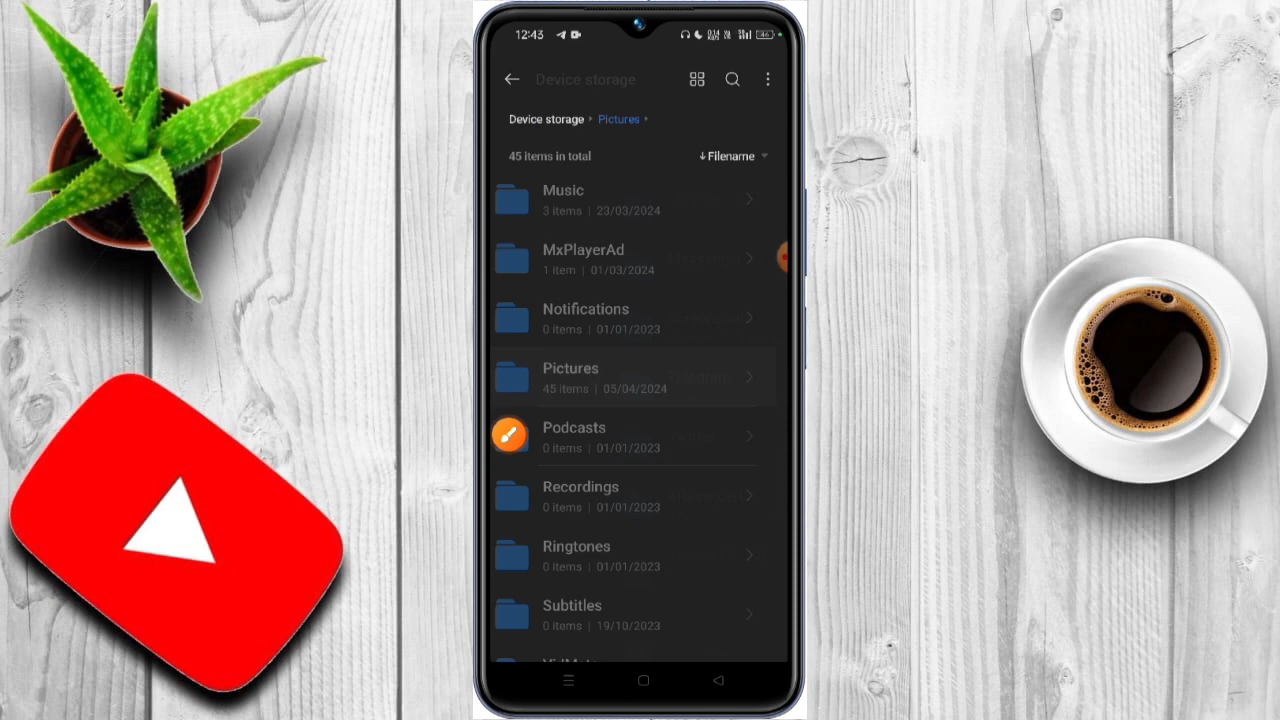 12:43
Device storage
Device storage Pictures
45 items in total Filename
Music
3 items | 23/03/2024
MxPlayerAd
1 item | 01/03/2024
Notifications
0 items | 01/01/2023
Pictures
45 items | 05/04/2024
Podcasts
0 items | 01/01/2023
Recordings
0 items | 01/01/2023
Ringtones
0 items | 01/01/2023
Subtitles
0 items | 19/10/2023